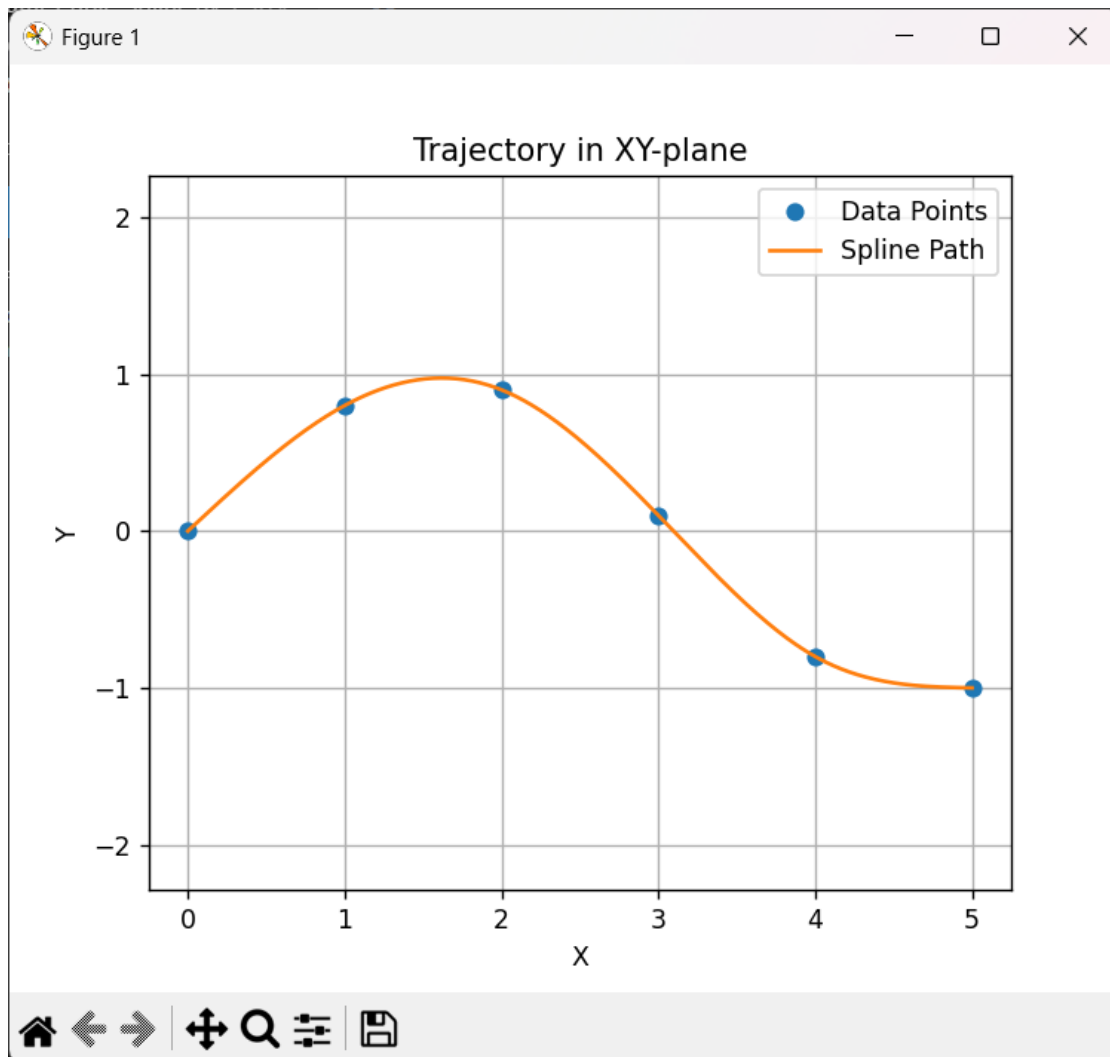 Figure 1
Trajectory in XY-plane
Data Points
Spline Path
2
1
0
−1
−2
Y
0 1 2 3 4 5
X